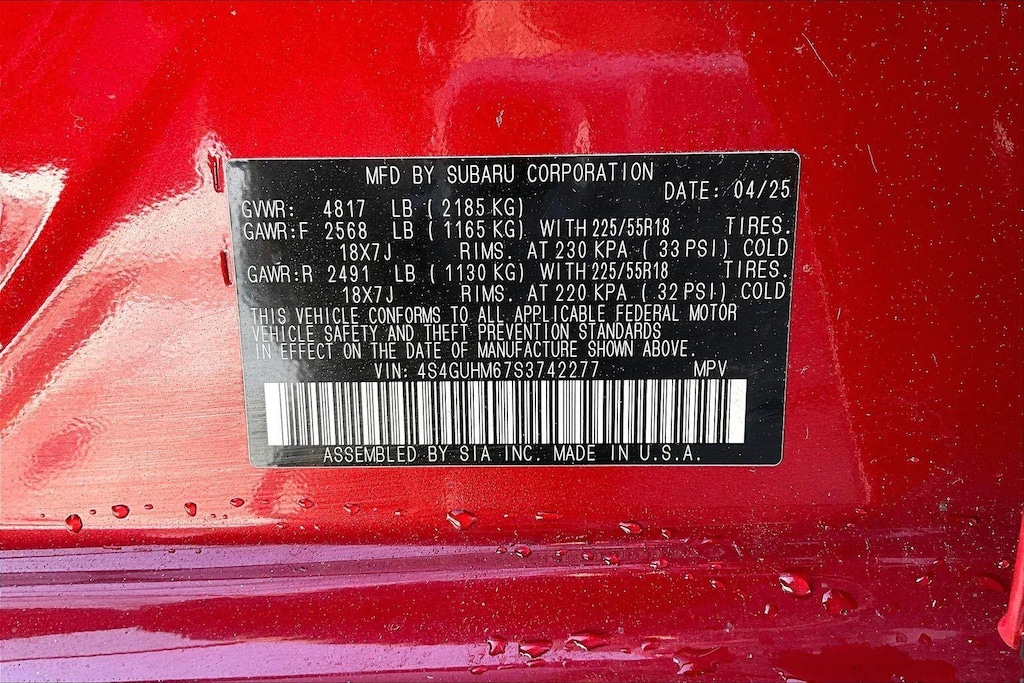 MFD BY SUBARU CORPORATION
DATE: 04/25
GVWR: 4817 LB ( 2185 KG)
GAWR:F 2568 LB ( 1165 KG) WITH 225/55R18 TIRES.
18X7J RIMS. AT 230 KPA ( 33 PSI) COLD
GAWR:R 2491 LB ( 1130 KG) WITH 225/55R18 TIRES.
18X7J RIMS. AT 220 KPA ( 32 PSI) COLD
THIS VEHICLE CONFORMS TO ALL APPLICABLE FEDERAL MOTOR
VEHICLE SAFETY AND THEFT PREVENTION STANDARDS
IN EFFECT ON THE DATE OF MANUFACTURE SHOWN ABOVE.
VIN: 4S4GUHM67S3742277 MPV
ASSEMBLED BY SIA INC. MADE IN U.S.A.